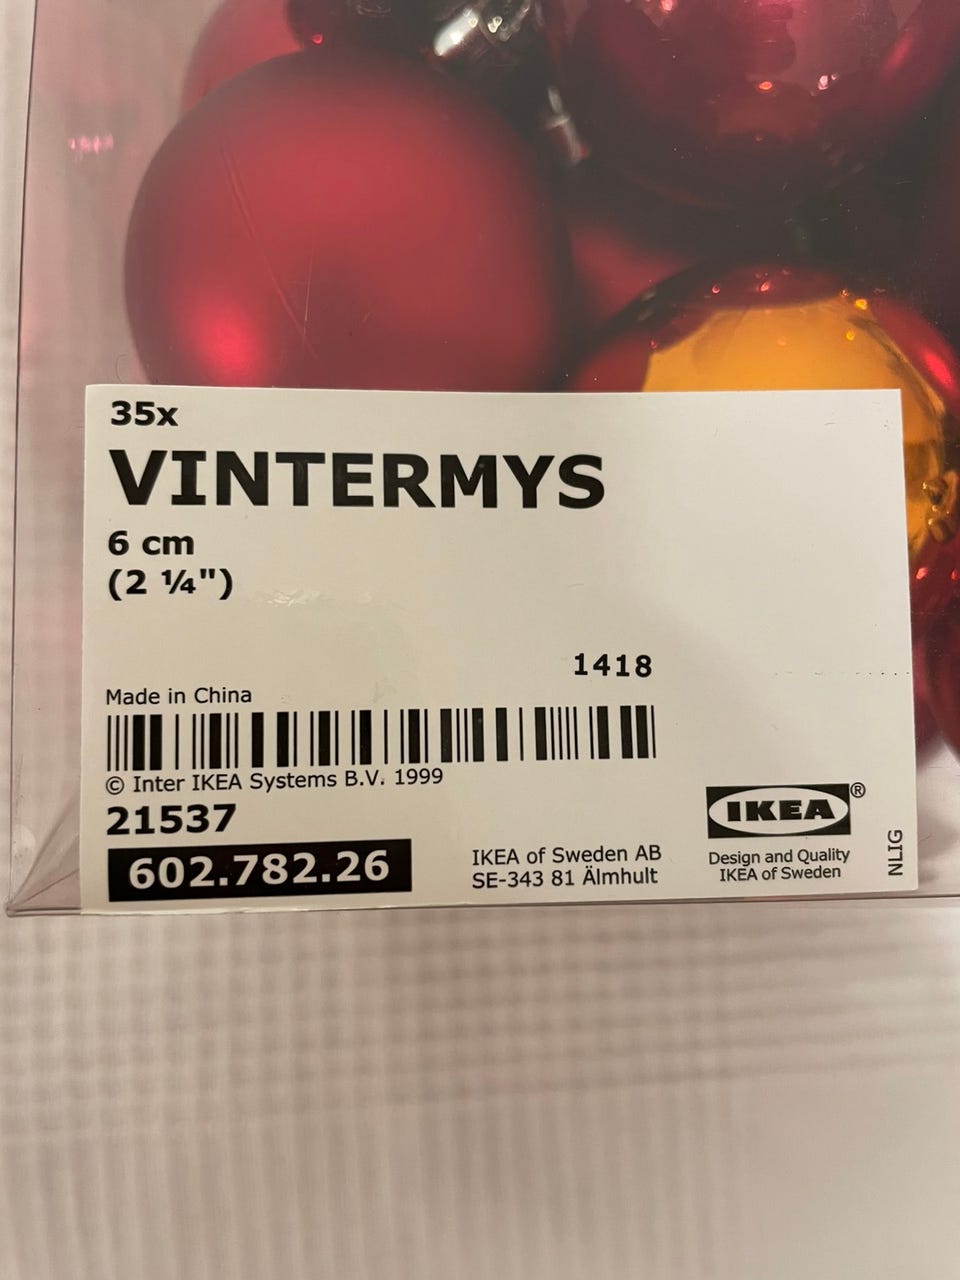 35x
VINTERMYS
6 cm
(2 ¼")
1418
Made in China
© Inter IKEA Systems B.V. 1999
21537
602.782.26
IKEA of Sweden AB
SE-343 81 Älmhult
IKEA®
Design and Quality
IKEA of Sweden
NLIG